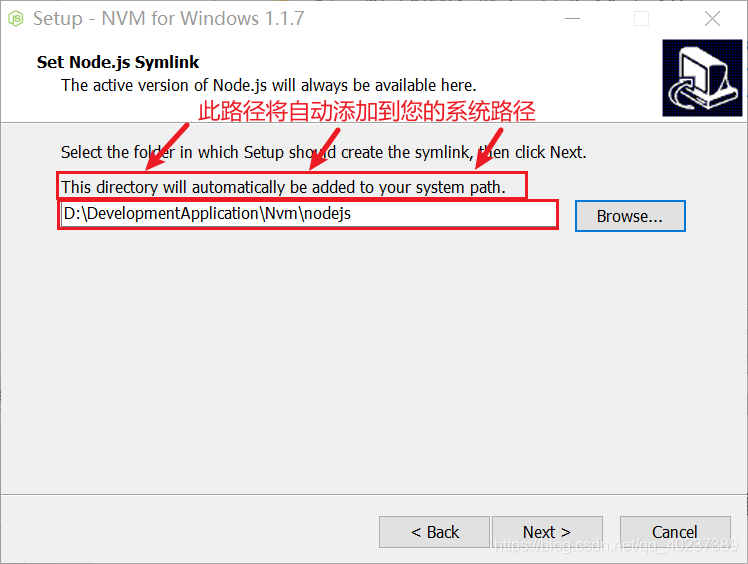 Setup - NVM for Windows 1.1.7
Set Node.js Symlink
The active version of Node.js will always be available here.
此路径将自动添加到您的系统路径
Select the folder in which Setup should create the symlink, then click Next.
This directory will automatically be added to your system path.
D:\DevelopmentApplication\Nvm\nodejs
Browse...
< Back
Next >
Cancel
https://blog.csdn.net/qq_40237389